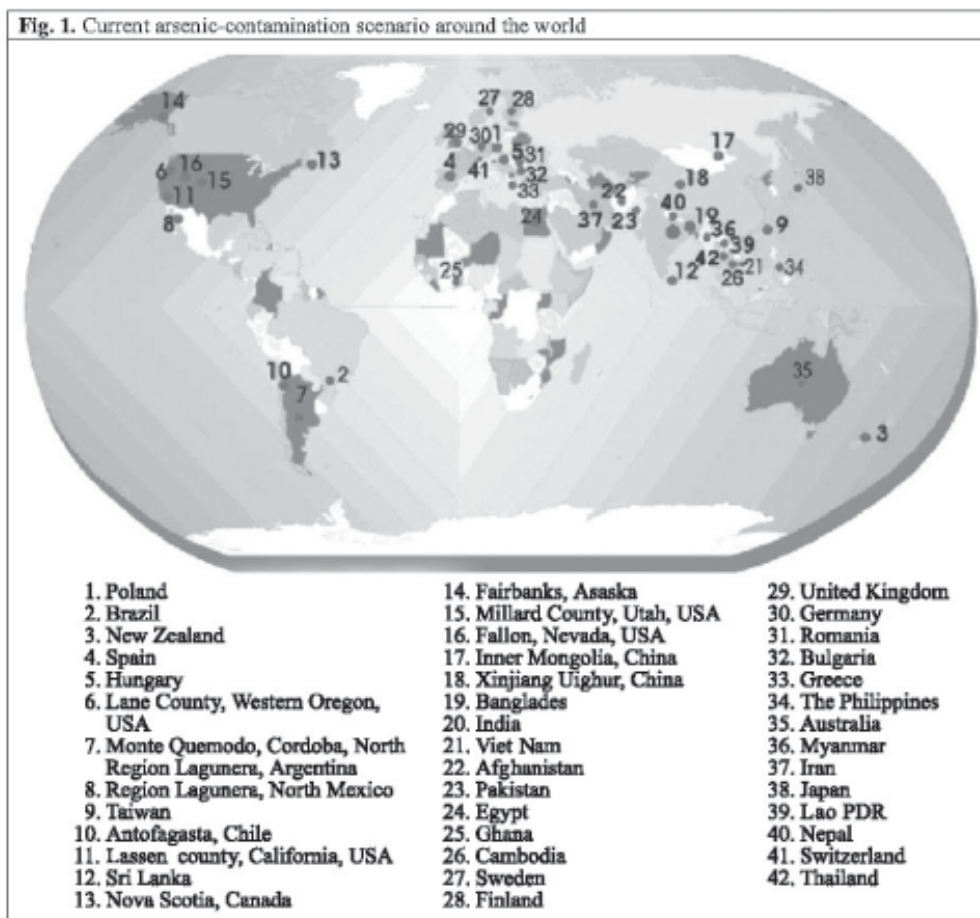 Fig. 1. Current arsenic-contamination scenario around the world
14
27
28
17
29
30
1
13
6
16
15
4
5
31
41
32
18
38
11
33
22
40
8
24
37
23
19
36
9
39
25
42
21
34
12
26
10
2
7
35
3
1. Poland
2. Brazil
3. New Zealand
4. Spain
5. Hungary
6. Lane County, Western Oregon,
USA
7. Monte Quemodo, Cordoba, North
Region Lagunera, Argentina
8. Region Lagunera, North Mexico
9. Taiwan
10. Antofagasta, Chile
11. Lassen county, California, USA
12. Sri Lanka
13. Nova Scotia, Canada
14. Fairbanks, Asaska
15. Millard County, Utah, USA
16. Fallon, Nevada, USA
17. Inner Mongolia, China
18. Xinjiang Uighur, China
19. Banglades
20. India
21. Viet Nam
22. Afghanistan
23. Pakistan
24. Egypt
25. Ghana
26. Cambodia
27. Sweden
28. Finland
29. United Kingdom
30. Germany
31. Romania
32. Bulgaria
33. Greece
34. The Philippines
35. Australia
36. Myanmar
37. Iran
38. Japan
39. Lao PDR
40. Nepal
41. Switzerland
42. Thailand